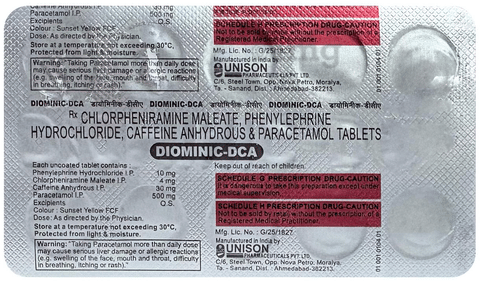 Caffeine Anhydrous I.P. 30 mg
Paracetamol I.P. 500 mg
Excipients Q.S.
Colour : Sunset Yellow FCF
Dose: As directed by the Physician.
Store at a temperature not exceeding 30°C,
Protected from light & moisture.
Warning: "Taking Paracetamol more than daily dose
may cause serious liver damage or allergic reactions
(e.g. swelling of the face, mouth and throat, difficulty
in breathing, itching or rash)."
SCHEDULE H PRESCRIPTION DRUG-CAUTION
Not to be sold by retail without the prescription of a
Registered Medical Practitioner.
Mfg. Lic. No. : G/25/1827.
Manufactured in India by
UNISON
PHARMACEUTICALS PVT. LTD.
C/6, Steel Town, Opp. Nova Petro, Moraiya,
Ta. - Sanand, Dist. : Ahmedabad-382213.
DIOMINIC-DCA डायोमीनीक-डीसीए DIOMINIC-DCA डायोमीनीक-डीसीए DIOMINIC-DCA डायोमीनीक-डीसीए
Rx CHLORPHENIRAMINE MALEATE, PHENYLEPHRINE
HYDROCHLORIDE, CAFFEINE ANHYDROUS & PARACETAMOL TABLETS
DIOMINIC-DCA
Each uncoated tablet contains :
Phenylephrine Hydrochloride I.P. 10 mg
Chlorpheniramine Maleate I.P. 4 mg
Caffeine Anhydrous I.P. 30 mg
Paracetamol I.P. 500 mg
Excipients Q.S.
Colour : Sunset Yellow FCF
Dose: As directed by the Physician.
Store at a temperature not exceeding 30°C,
Protected from light & moisture.
Warning: "Taking Paracetamol more than daily dose
may cause serious liver damage or allergic reactions
(e.g. swelling of the face, mouth and throat, difficulty
in breathing, itching or rash)."
Keep out of reach of children.
SCHEDULE G PRESCRIPTION DRUG-CAUTION
It is dangerous to take this preparation except under
medical supervision.
SCHEDULE H PRESCRIPTION DRUG-CAUTION
Not to be sold by retail without the prescription of a
Registered Medical Practitioner.
Mfg. Lic. No. : G/25/1827.
Manufactured in India by
UNISON
PHARMACEUTICALS PVT. LTD.
C/6, Steel Town, Opp. Nova Petro, Moraiya,
Ta. - Sanand, Dist. : Ahmedabad-382213.